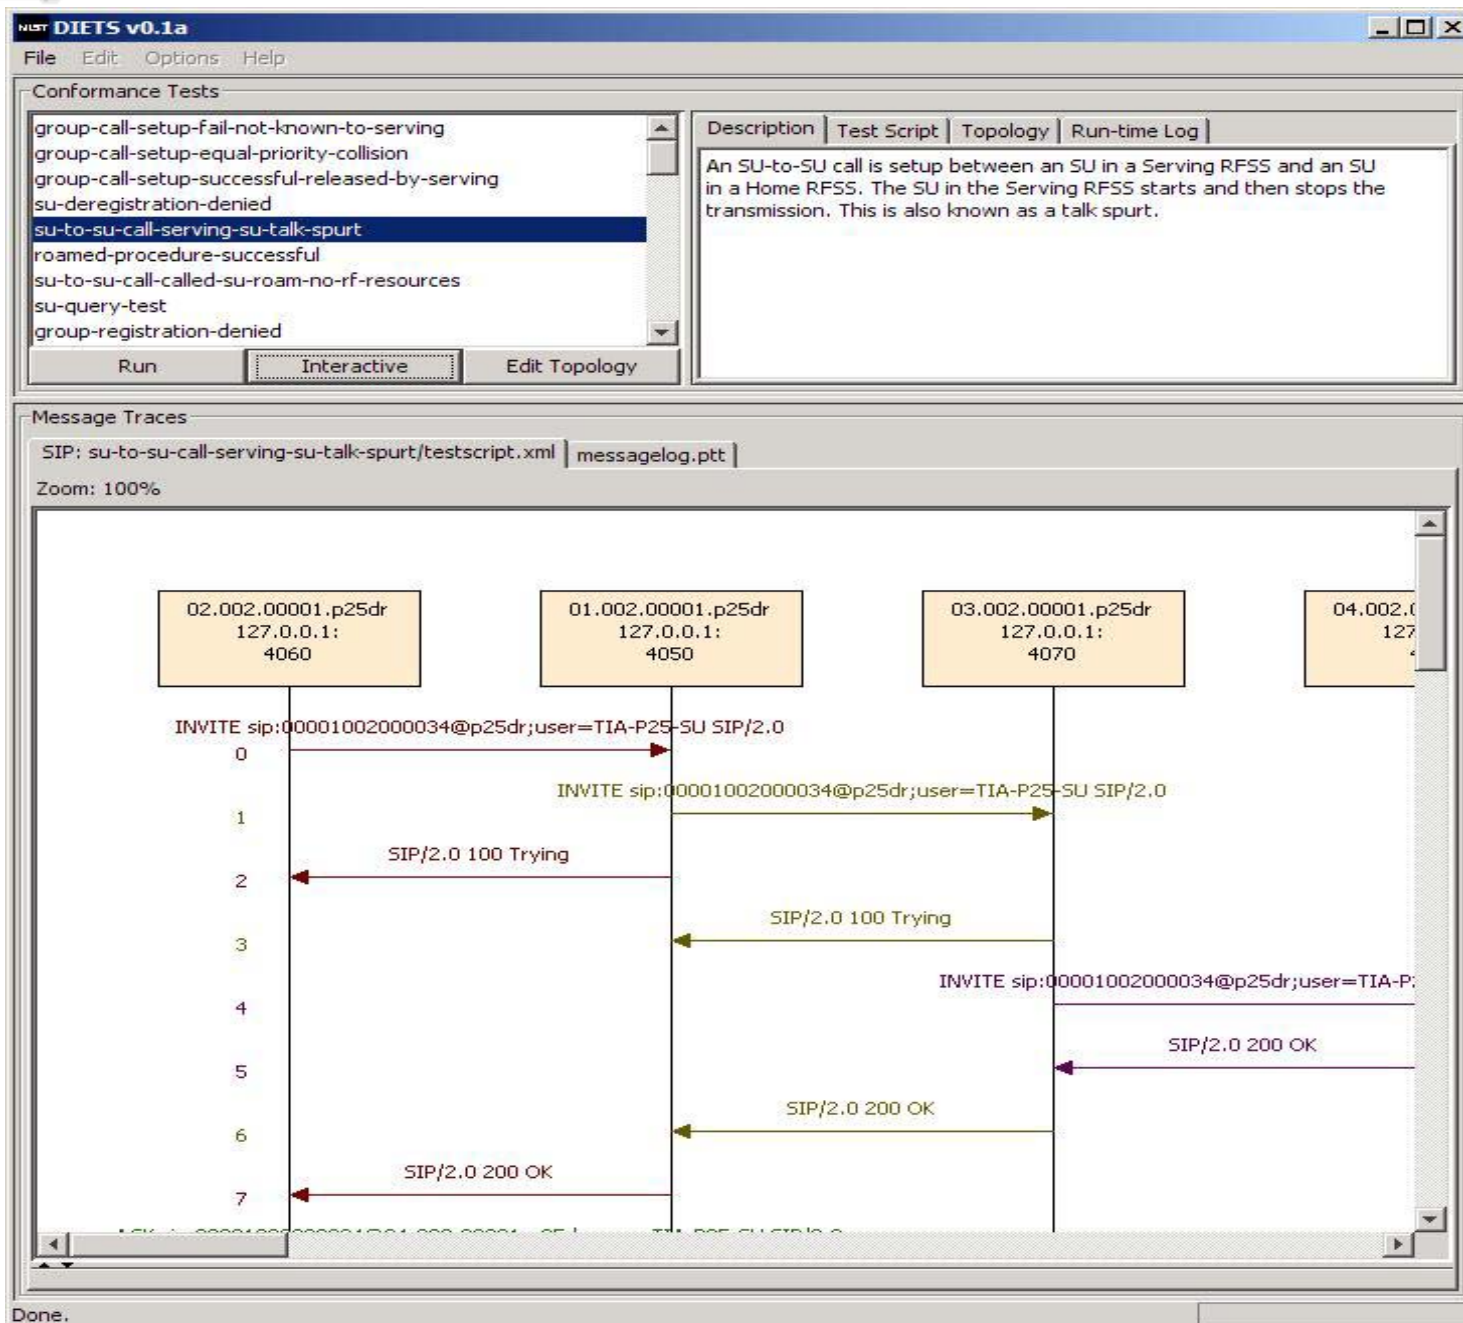 NIST DIETS v0.1a
File Edit Options Help
Conformance Tests
group-call-setup-fail-not-known-to-serving
group-call-setup-equal-priority-collision
group-call-setup-successful-released-by-serving
su-deregistration-denied
su-to-su-call-serving-su-talk-spurt
roamed-procedure-successful
su-to-su-call-called-su-roam-no-rf-resources
su-query-test
group-registration-denied
Run Interactive Edit Topology
Description Test Script Topology Run-time Log
An SU-to-SU call is setup between an SU in a Serving RFSS and an SU
in a Home RFSS. The SU in the Serving RFSS starts and then stops the
transmission. This is also known as a talk spurt.
Message Traces
SIP: su-to-su-call-serving-su-talk-spurt/testscript.xml messagelog.ptt
Zoom: 100%
02.002.00001.p25dr
127.0.0.1:
4060
01.002.00001.p25dr
127.0.0.1:
4050
03.002.00001.p25dr
127.0.0.1:
4070
04.002.0
127
INVITE sip:00001002000034@p25dr;user=TIA-P25-SU SIP/2.0
0
INVITE sip:00001002000034@p25dr;user=TIA-P25-SU SIP/2.0
1
SIP/2.0 100 Trying
2
SIP/2.0 100 Trying
3
INVITE sip:00001002000034@p25dr;user=TIA-P
4
SIP/2.0 200 OK
5
SIP/2.0 200 OK
6
SIP/2.0 200 OK
7
Done.